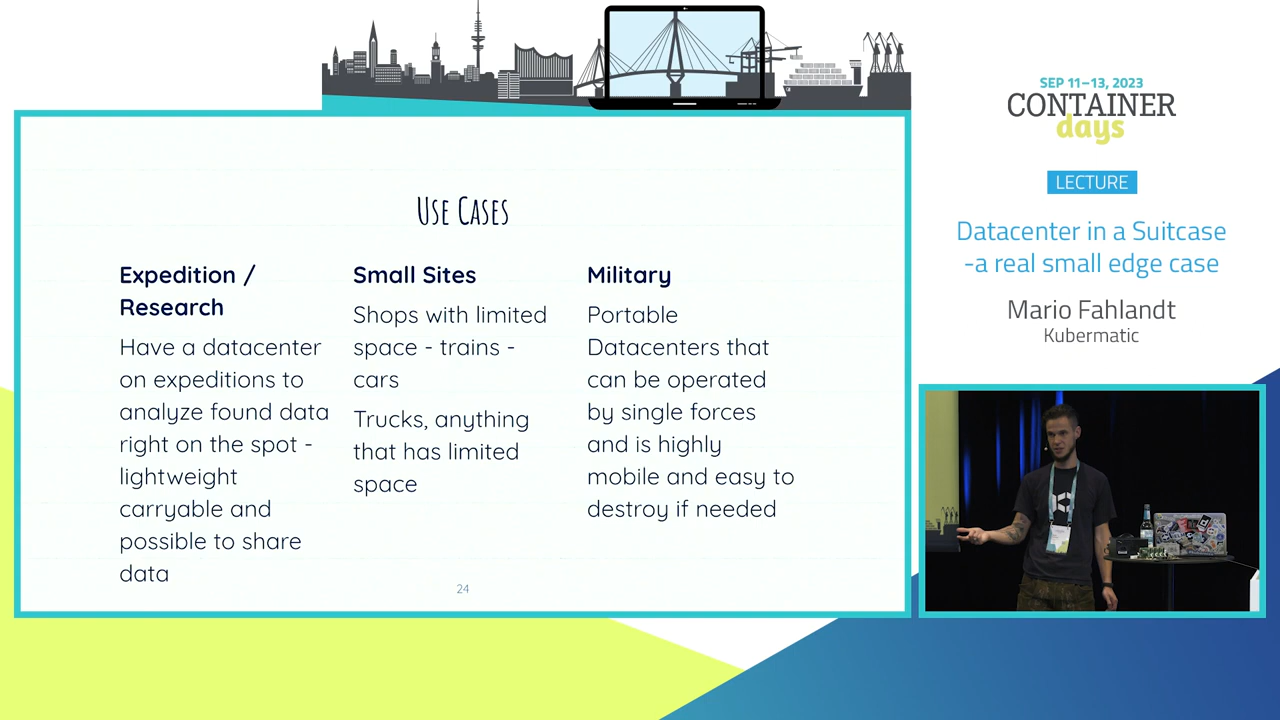 SEP 11–13, 2023
CONTAINER
days
LECTURE
Datacenter in a Suitcase
-a real small edge case
Mario Fahlandt
Kubermatic
Use Cases
Expedition /
Research
Have a datacenter
on expeditions to
analyze found data
right on the spot -
lightweight
carryable and
possible to share
data
Small Sites
Shops with limited
space - trains -
cars
Trucks, anything
that has limited
space
Military
Portable
Datacenters that
can be operated
by single forces
and is highly
mobile and easy to
destroy if needed
24